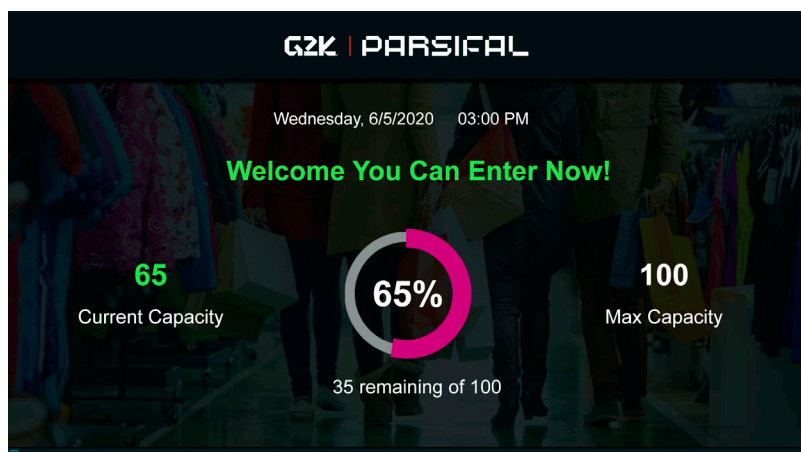 G2K | PARSIFAL
Wednesday, 6/5/2020 03:00 PM
Welcome You Can Enter Now!
65
Current Capacity
65%
100
Max Capacity
35 remaining of 100